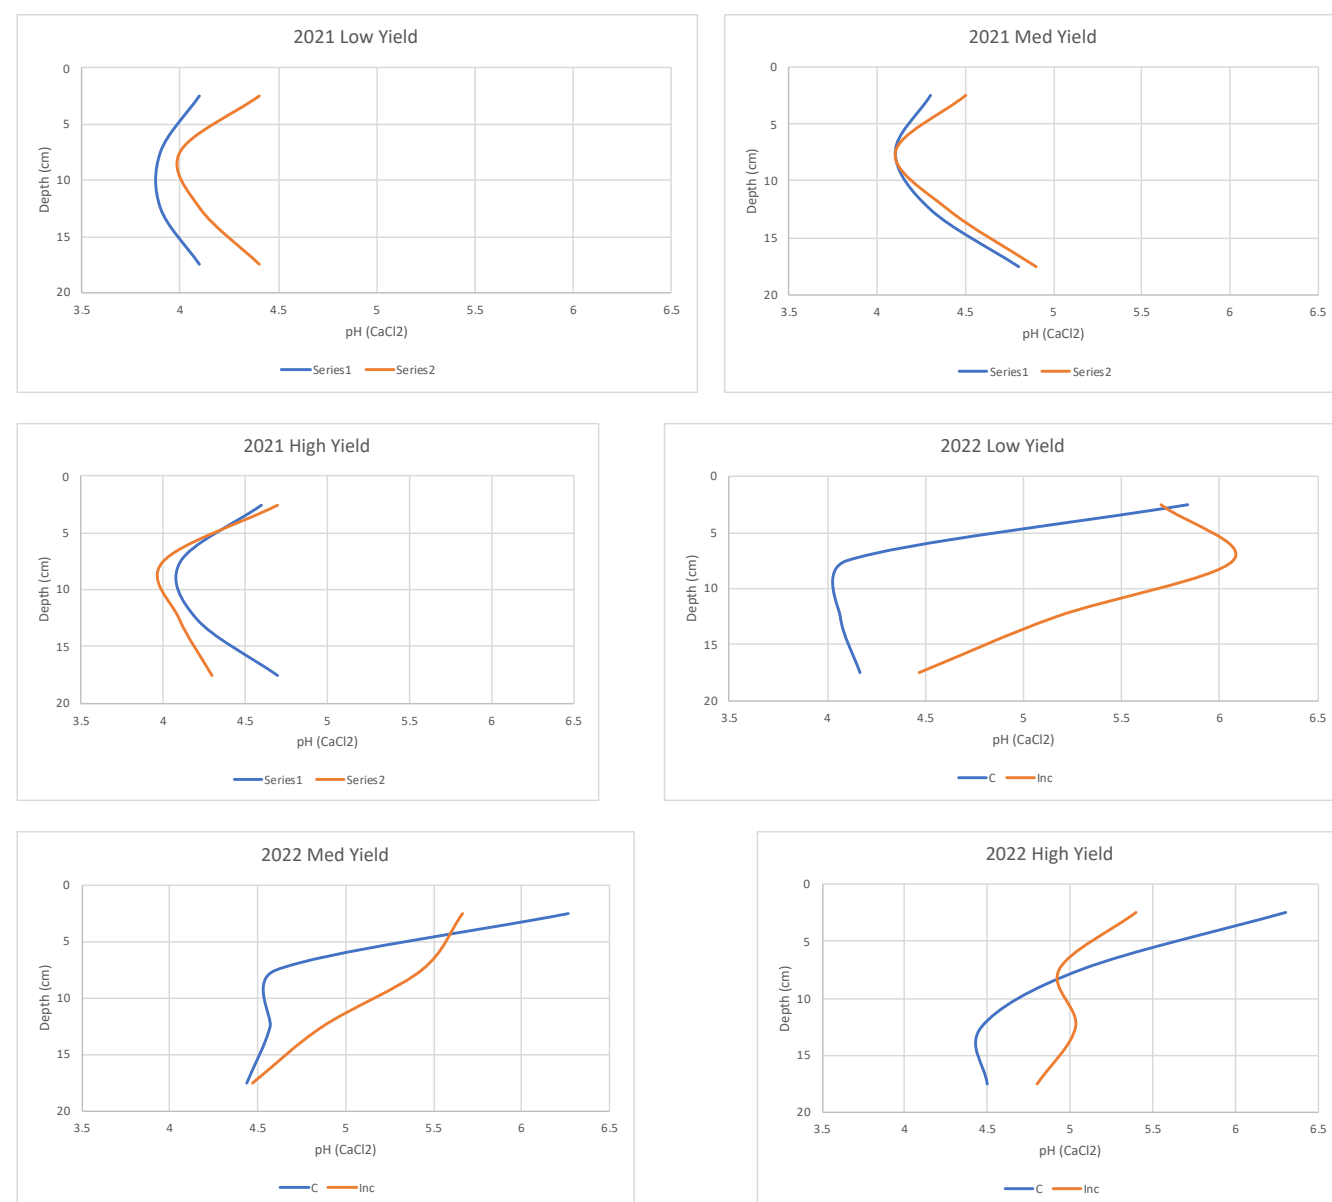 2021 Low Yield
0
5
10
15
20
Depth (cm)
3.5 4 4.5 5 5.5 6 6.5
pH (CaCl2)
Series1 Series2
2021 Med Yield
0
5
10
15
20
Depth (cm)
3.5 4 4.5 5 5.5 6 6.5
pH (CaCl2)
Series1 Series2
2021 High Yield
0
5
10
15
20
Depth (cm)
3.5 4 4.5 5 5.5 6 6.5
pH (CaCl2)
Series1 Series2
2022 Low Yield
0
5
10
15
20
Depth (cm)
3.5 4 4.5 5 5.5 6 6.5
pH (CaCl2)
C Inc
2022 Med Yield
0
5
10
15
20
Depth (cm)
3.5 4 4.5 5 5.5 6 6.5
pH (CaCl2)
C Inc
2022 High Yield
0
5
10
15
20
Depth (cm)
3.5 4 4.5 5 5.5 6 6.5
pH (CaCl2)
C Inc